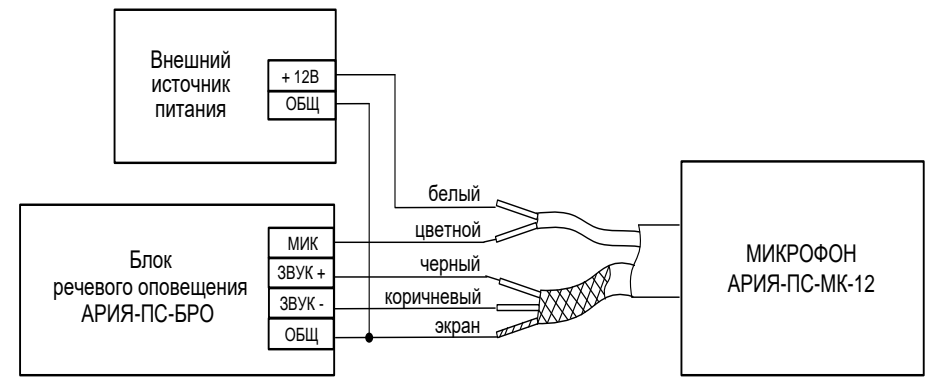 Внешний
источник
питания
+ 12В
ОБЩ
белый
цветной
черный
коричневый
экран
Блок
речевого оповещения
АРИЯ-ПС-БРО
МИК
ЗВУК +
ЗВУК -
ОБЩ
МИКРОФОН
АРИЯ-ПС-МК-12